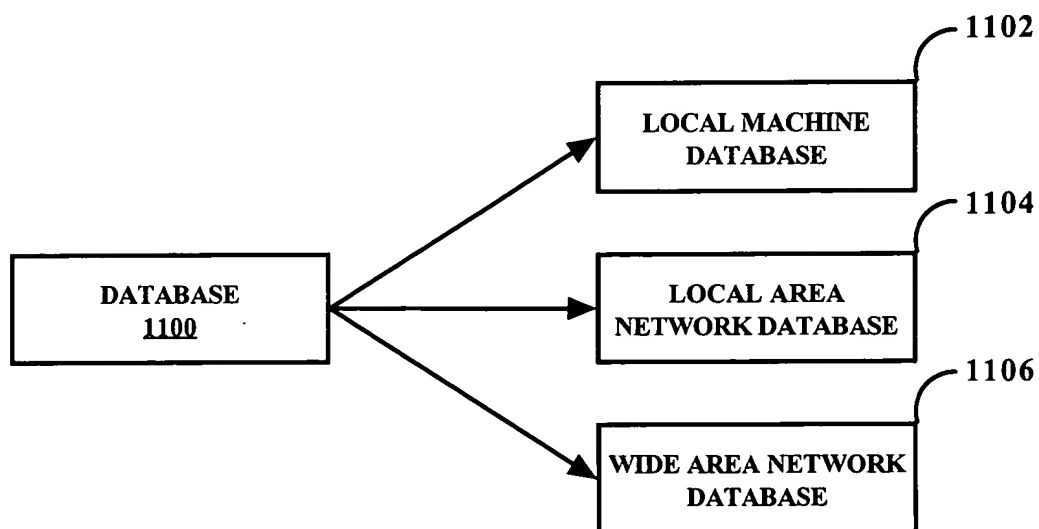 1102
LOCAL MACHINE
DATABASE
1104
DATABASE
1100
LOCAL AREA
NETWORK DATABASE
1106
WIDE AREA NETWORK
DATABASE